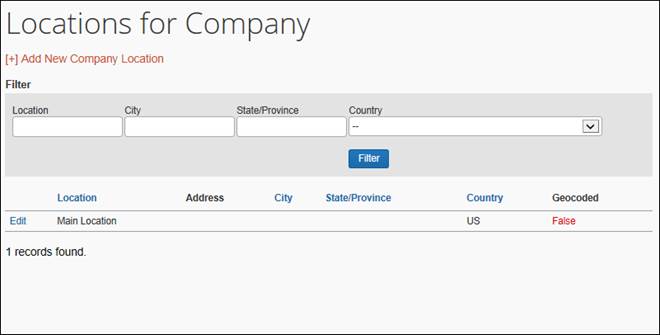 Locations for Company
[+] Add New Company Location
Filter
Location City State/Province Country
--
Filter
Location Address City State/Province Country Geocoded
Edit Main Location US False
1 records found.